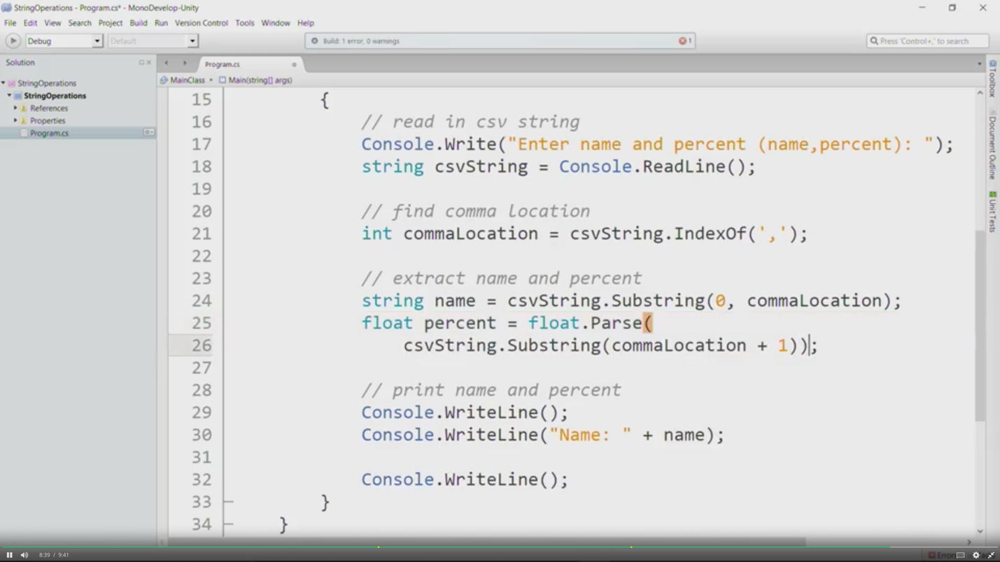 StringOperations - Program.cs* - MonoDevelop-Unity
File Edit View Search Project Build Run Version Control Tools Window Help
Debug
Default
Build: 1 error, 0 warnings
1
Press 'Control+,' to search
Solution
StringOperations
StringOperations
References
Properties
Program.cs
Program.cs
MainClass
Main(string[] args)
15 {
16 // read in csv string
17 Console.Write("Enter name and percent (name,percent): ");
18 string csvString = Console.ReadLine();
19
20 // find comma location
21 int commaLocation = csvString.IndexOf(',');
22
23 // extract name and percent
24 string name = csvString.Substring(0, commaLocation);
25 float percent = float.Parse(
26 csvString.Substring(commaLocation + 1));
27
28 // print name and percent
29 Console.WriteLine();
30 Console.WriteLine("Name: " + name);
31
32 Console.WriteLine();
33 }
34 }
Toolbox
Document Outline
Unit Tests
8:39 / 9:41